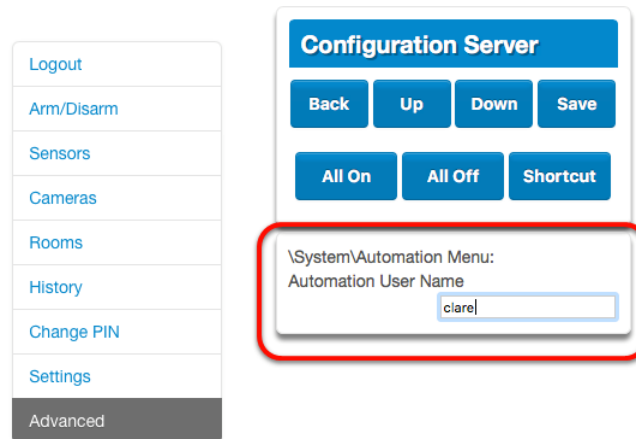 Logout
Arm/Disarm
Sensors
Cameras
Rooms
History
Change PIN
Settings
Advanced
Configuration Server
Back Up Down Save
All On All Off Shortcut
\System\Automation Menu:
Automation User Name
clare